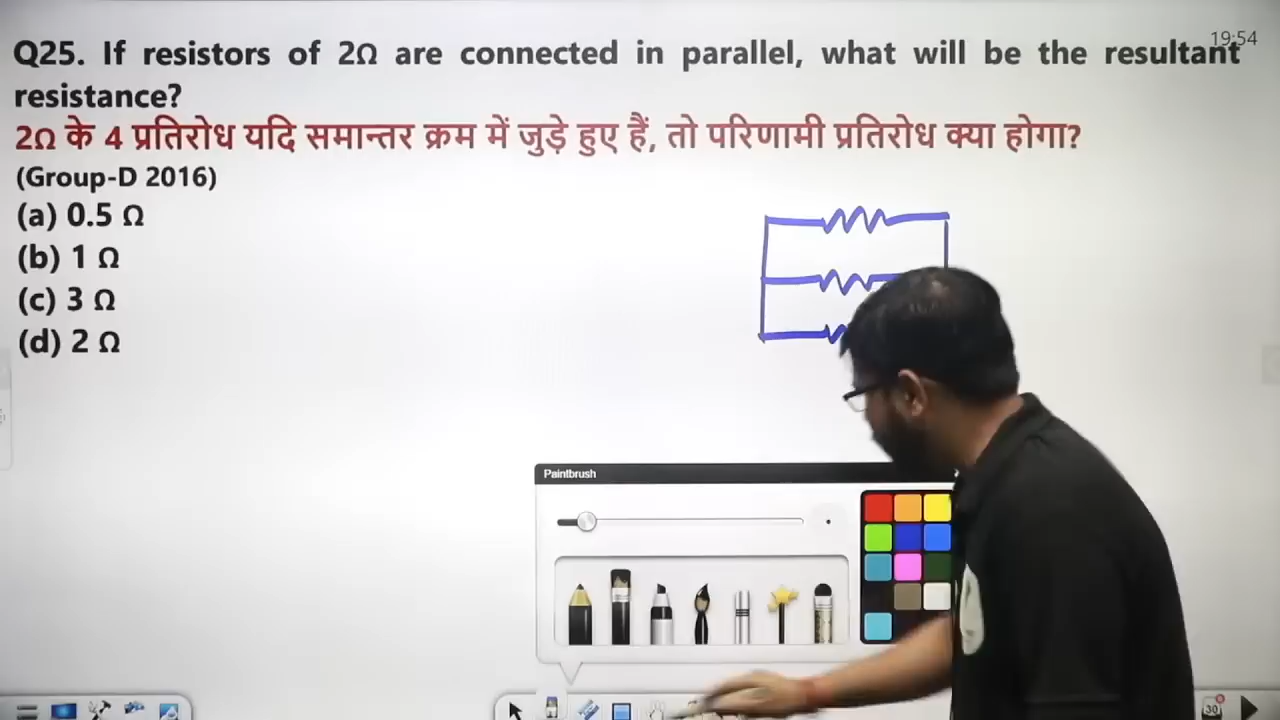 19:54
Q25. If resistors of 2Ω are connected in parallel, what will be the resultant
resistance?
2Ω के 4 प्रतिरोध यदि समान्तर क्रम में जुड़े हुए हैं, तो परिणामी प्रतिरोध क्या होगा?
(Group-D 2016)
(a) 0.5 Ω
(b) 1 Ω
(c) 3 Ω
(d) 2 Ω
Paintbrush
30